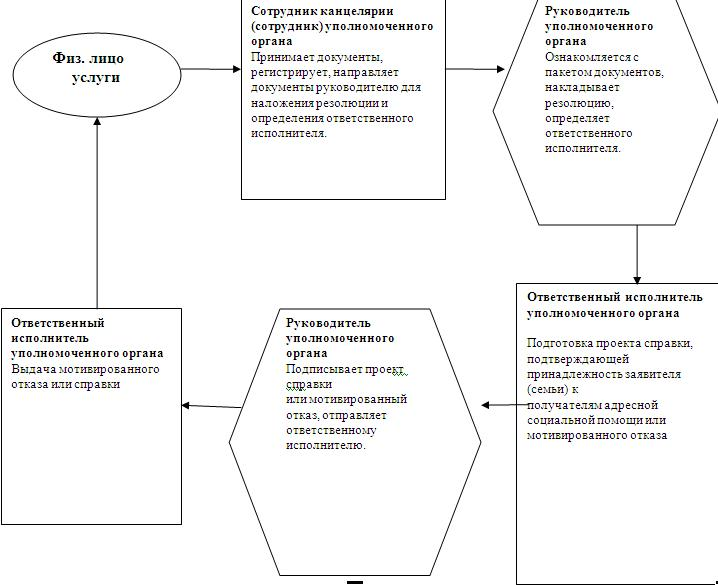 Физ. лицо
услуги
Сотрудник канцелярии
(сотрудник) уполномоченного
органа
Принимает документы,
регистрирует, направляет
документы руководителю для
наложения резолюции и
определения ответственного
исполнителя.
Руководитель
уполномоченного
органа
Ознакомляется с
пакетом документов,
накладывает
резолюцию,
определяет
ответственного
исполнителя.
Ответственный исполнитель
уполномоченного органа
Подготовка проекта справки,
подтверждающей
принадлежность заявителя
(семьи) к
получателям адресной
социальной помощи или
мотивированного отказа
Руководитель
уполномоченного
органа
Подписывает проект
справки
или мотивированный
отказ, отправляет
ответственному
исполнителю.
Ответственный
исполнитель
уполномоченного органа
Выдача мотивированного
отказа или справки